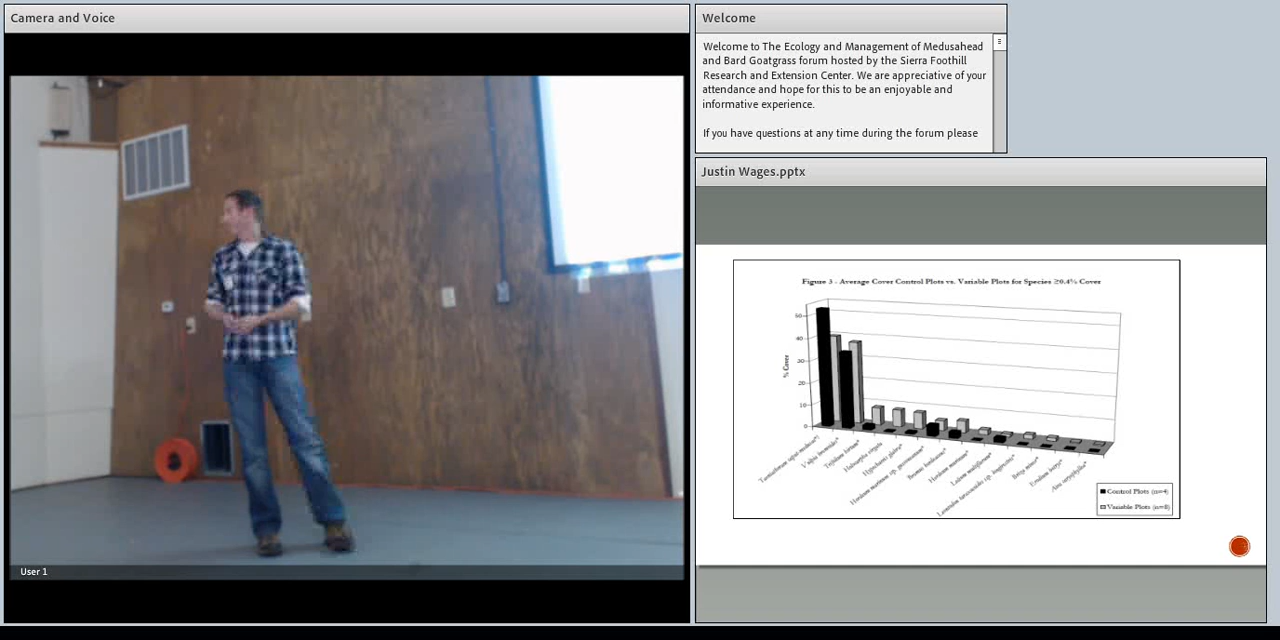 Camera and Voice
User 1
Welcome
Welcome to The Ecology and Management of Medusahead
and Bard Goatgrass forum hosted by the Sierra Foothill
Research and Extension Center. We are appreciative of your
attendance and hope for this to be an enjoyable and
informative experience.
If you have questions at any time during the forum please
Justin Wages.pptx
Figure 3 - Average Cover Control Plots vs. Variable Plots for Species ≥0.4% Cover
% Cover
50
40
30
20
10
0
Control Plots (n=4)
Variable Plots (n=8)